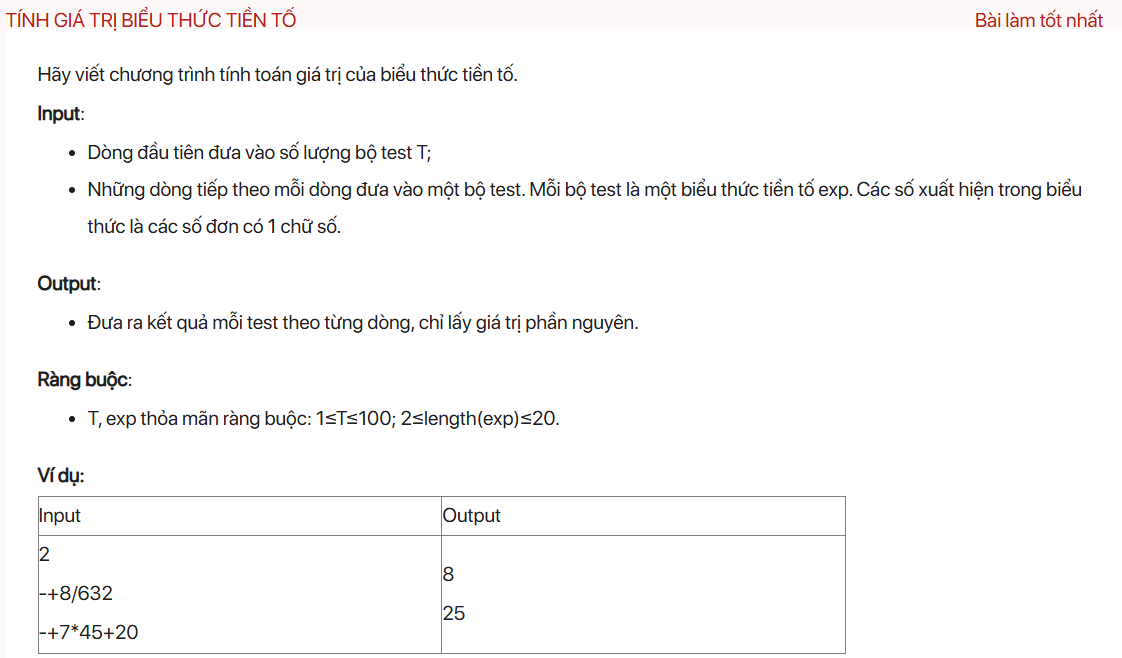 TÍNH GIÁ TRỊ BIỂU THỨC TIỀN TỐ
Bài làm tốt nhất
Hãy viết chương trình tính toán giá trị của biểu thức tiền tố.
Input:
• Dòng đầu tiên đưa vào số lượng bộ test T;
• Những dòng tiếp theo mỗi dòng đưa vào một bộ test. Mỗi bộ test là một biểu thức tiền tố exp. Các số xuất hiện trong biểu
thức là các số đơn có 1 chữ số.
Output:
• Đưa ra kết quả mỗi test theo từng dòng, chỉ lấy giá trị phần nguyên.
Ràng buộc:
• T, exp thỏa mãn ràng buộc: 1≤T≤100; 2≤length(exp)≤20.
Ví dụ:
Input
Output
2
-+8/632
-+7*45+20
8
25